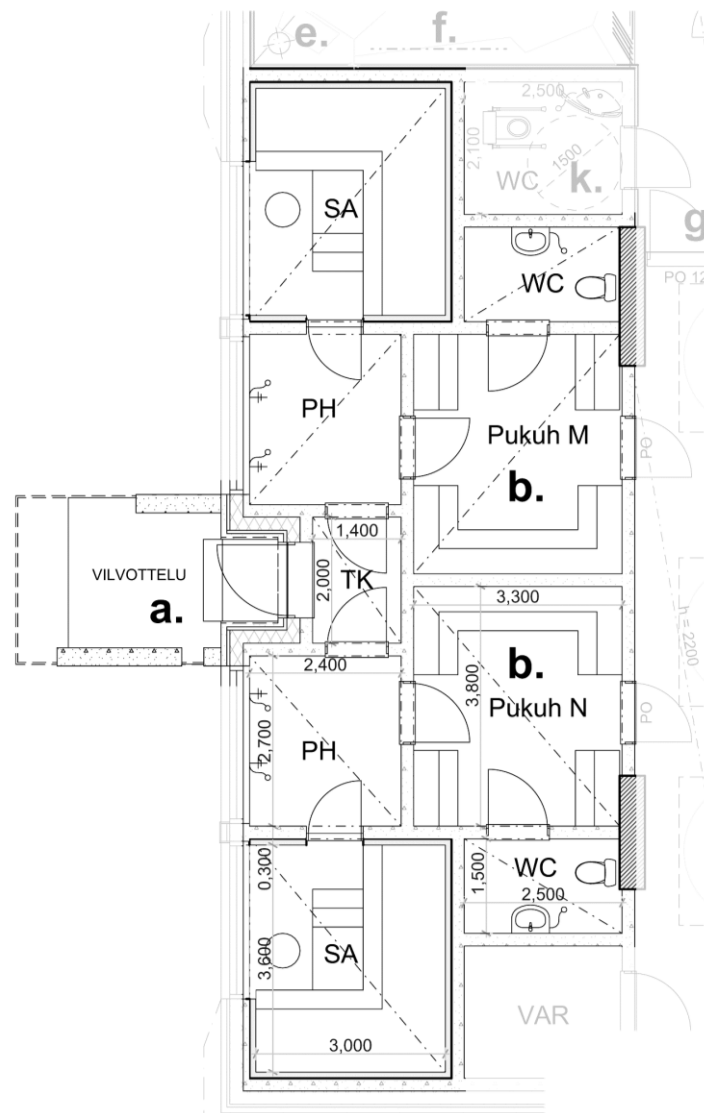 e.
f.
2,500
2,100
1500
WC
k.
SA
g
WC
PO 12
PH
Pukuh M
PO
b.
1,400
VILVOTTELU
TK
2,000
a.
3,300
h = 2200
2,400
b.
3,800
Pukuh N
PO
2,700
PH
0,300
1,500
WC
2,500
3,600
SA
VAR
3,000